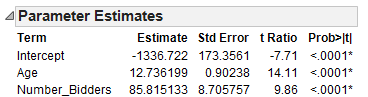 Parameter Estimates
Term Estimate Std Error t Ratio Prob>|t|
Intercept -1336.722 173.3561 -7.71 <.0001*
Age 12.736199 0.90238 14.11 <.0001*
Number_Bidders 85.815133 8.705757 9.86 <.0001*